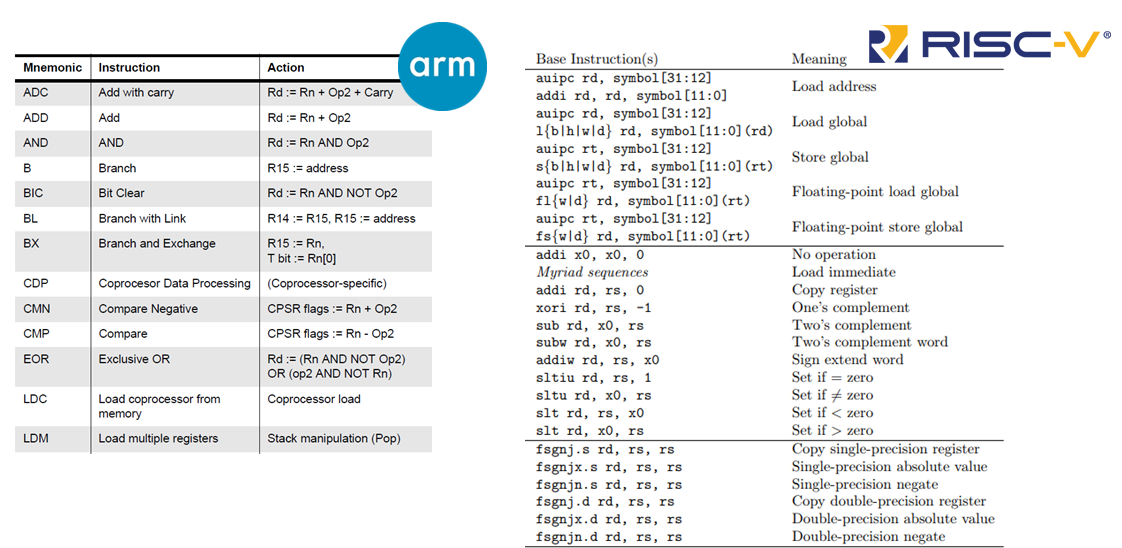 arm
Mnemonic Instruction Action
ADC Add with carry Rd := Rn + Op2 + Carry
ADD Add Rd := Rn + Op2
AND AND Rd := Rn AND Op2
B Branch R15 := address
BIC Bit Clear Rd := Rn AND NOT Op2
BL Branch with Link R14 := R15, R15 := address
BX Branch and Exchange R15 := Rn,
T bit := Rn[0]
CDP Coprocesor Data Processing (Coprocessor-specific)
CMN Compare Negative CPSR flags := Rn + Op2
CMP Compare CPSR flags := Rn - Op2
EOR Exclusive OR Rd := (Rn AND NOT Op2)
OR (op2 AND NOT Rn)
LDC Load coprocessor from Coprocessor load
memory
LDM Load multiple registers Stack manipulation (Pop)
RISC-V®
Base Instruction(s) Meaning
auipc rd, symbol[31:12]
addi rd, rd, symbol[11:0] Load address
auipc rd, symbol[31:12]
l{b|h|w|d} rd, symbol[11:0](rd) Load global
auipc rt, symbol[31:12]
s{b|h|w|d} rd, symbol[11:0](rt) Store global
auipc rt, symbol[31:12]
fl{w|d} rd, symbol[11:0](rt) Floating-point load global
auipc rt, symbol[31:12]
fs{w|d} rd, symbol[11:0](rt) Floating-point store global
addi x0, x0, 0 No operation
Myriad sequences Load immediate
addi rd, rs, 0 Copy register
xori rd, rs, -1 One's complement
sub rd, x0, rs Two's complement
subw rd, x0, rs Two's complement word
addiw rd, rs, x0 Sign extend word
sltiu rd, rs, 1 Set if = zero
sltu rd, x0, rs Set if ≠ zero
slt rd, rs, x0 Set if < zero
slt rd, x0, rs Set if > zero
fsgnj.s rd, rs, rs Copy single-precision register
fsgnjx.s rd, rs, rs Single-precision absolute value
fsgnjn.s rd, rs, rs Single-precision negate
fsgnj.d rd, rs, rs Copy double-precision register
fsgnjx.d rd, rs, rs Double-precision absolute value
fsgnjn.d rd, rs, rs Double-precision negate